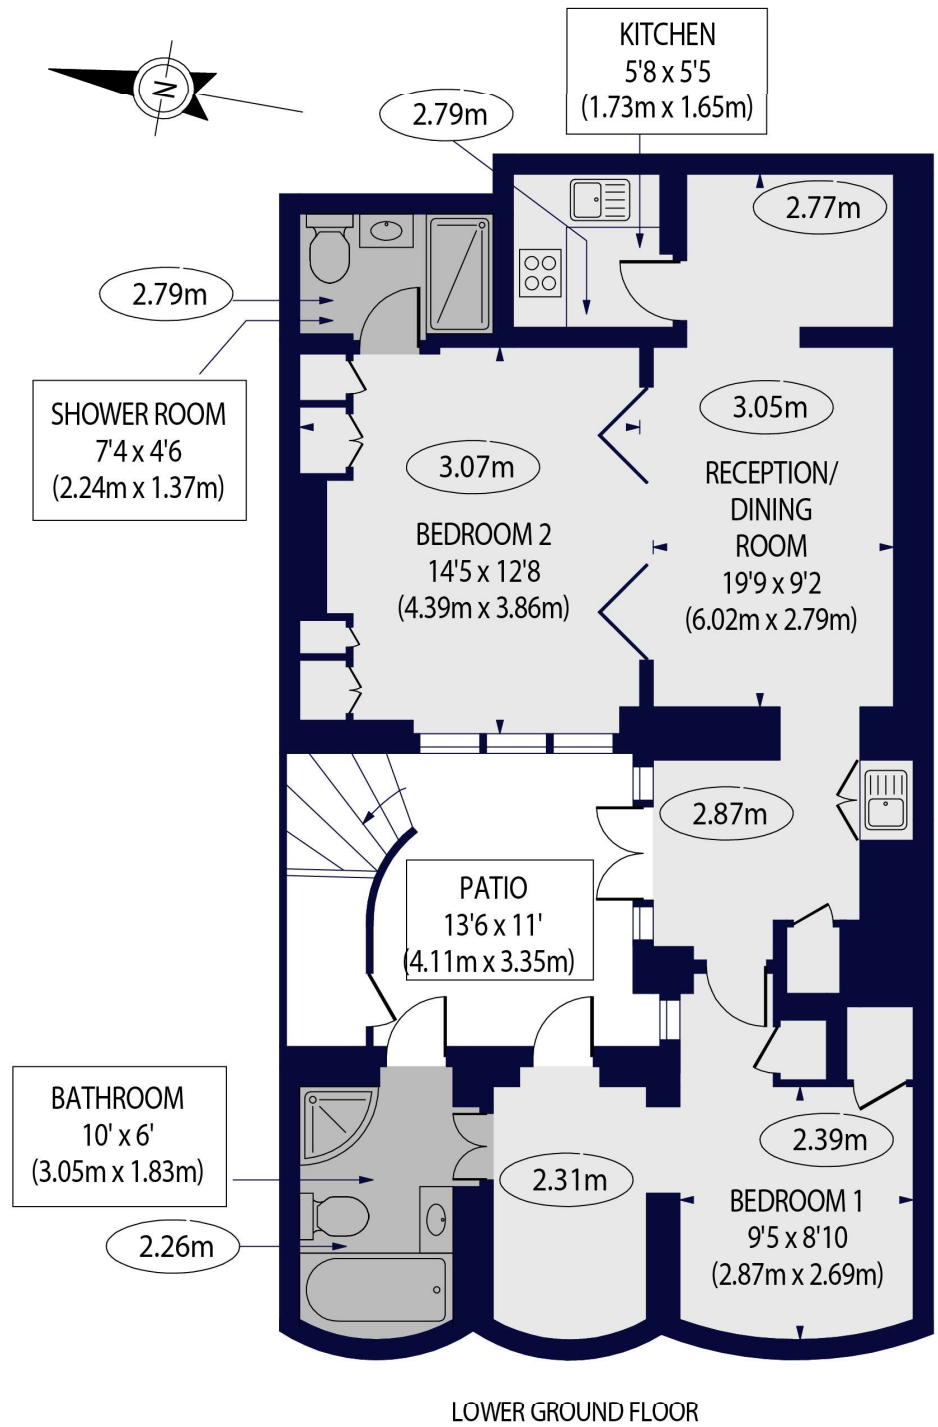 KITCHEN
5'8 x 5'5
(1.73m x 1.65m)
N
2.79m
2.77m
2.79m
SHOWER ROOM
7'4 x 4'6
(2.24m x 1.37m)
3.05m
3.07m
RECEPTION/
DINING
ROOM
19'9 x 9'2
(6.02m x 2.79m)
BEDROOM 2
14'5 x 12'8
(4.39m x 3.86m)
2.87m
PATIO
13'6 x 11'
(4.11m x 3.35m)
BATHROOM
10' x 6'
(3.05m x 1.83m)
2.39m
2.31m
BEDROOM 1
9'5 x 8'10
(2.87m x 2.69m)
2.26m
LOWER GROUND FLOOR